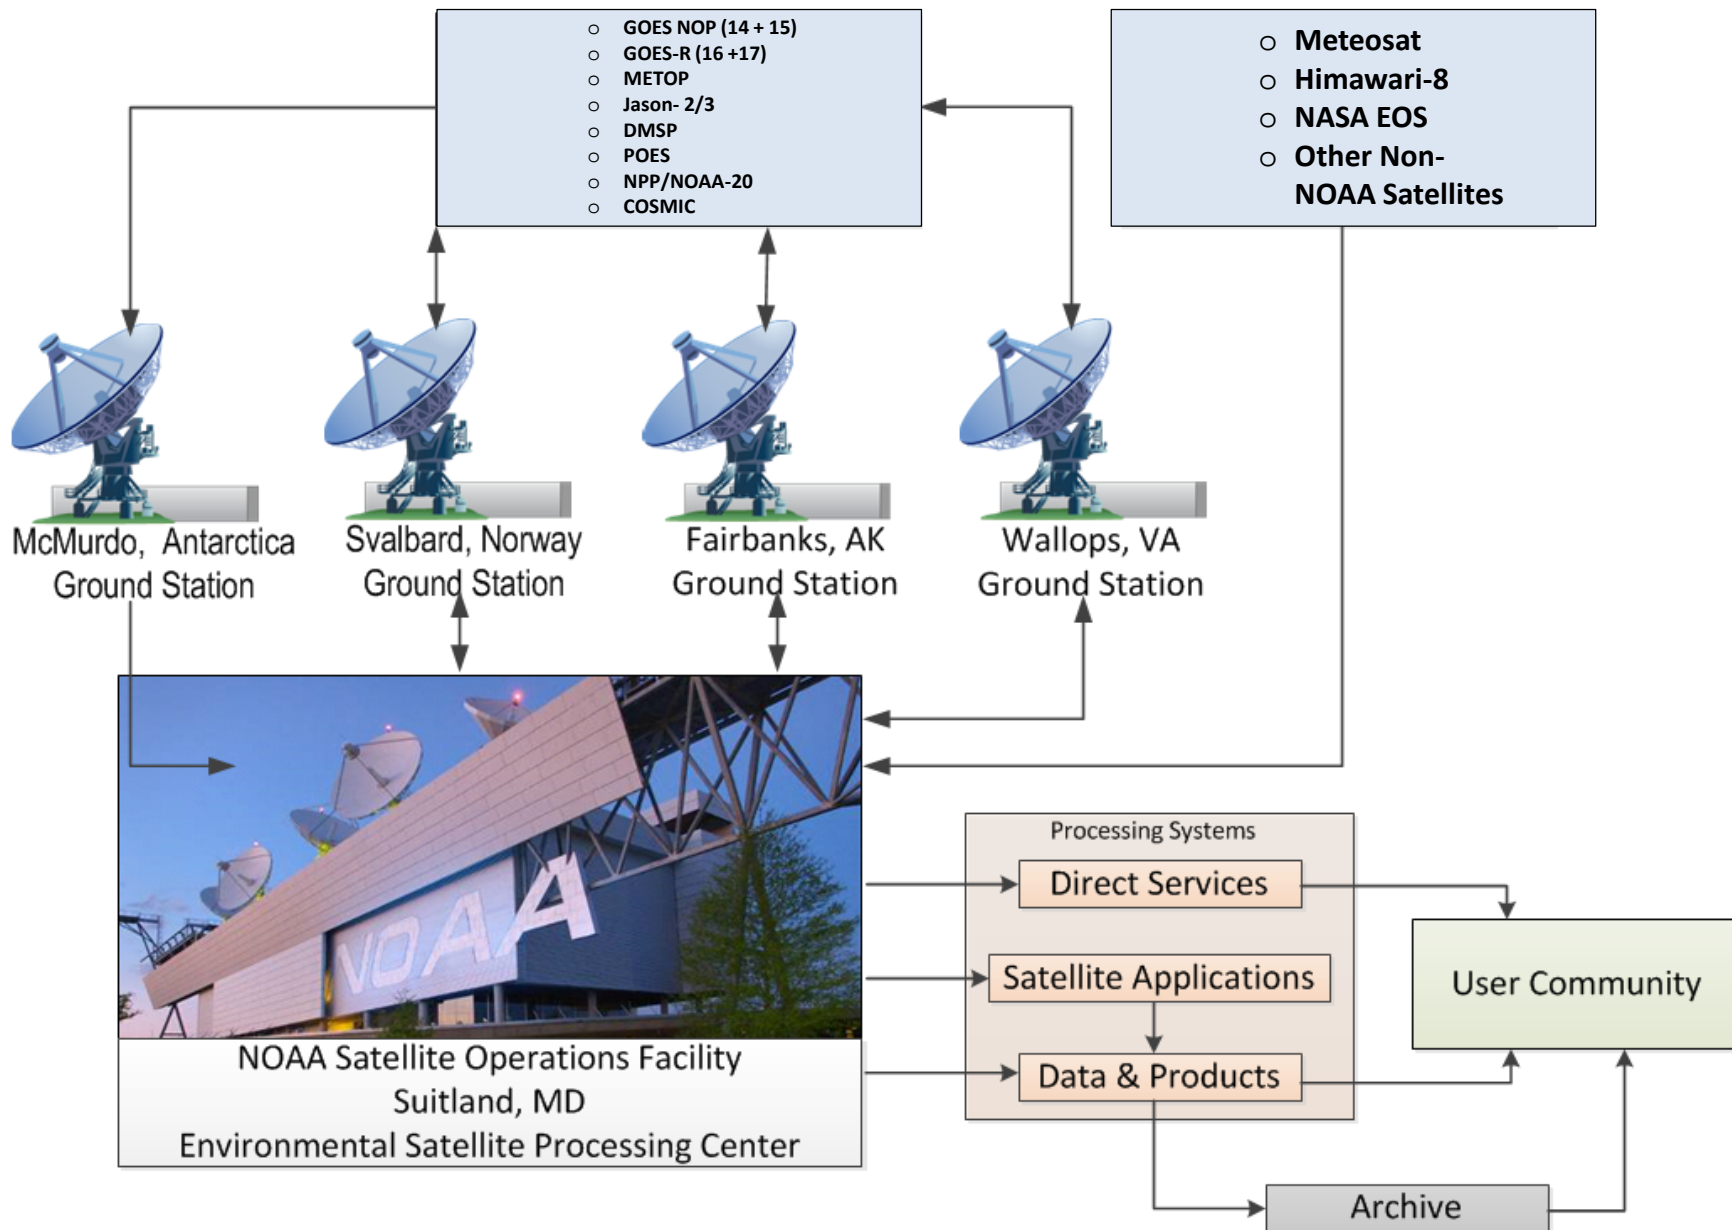 o GOES NOP (14 + 15)
o GOES-R (16 +17)
o METOP
o Jason- 2/3
o DMSP
o POES
o NPP/NOAA-20
o COSMIC
o Meteosat
o Himawari-8
o NASA EOS
o Other Non-
NOAA Satellites
McMurdo, Antarctica
Ground Station
Svalbard, Norway
Ground Station
Fairbanks, AK
Ground Station
Wallops, VA
Ground Station
NOAA
NOAA Satellite Operations Facility
Suitland, MD
Environmental Satellite Processing Center
Processing Systems
Direct Services
Satellite Applications
Data & Products
User Community
Archive